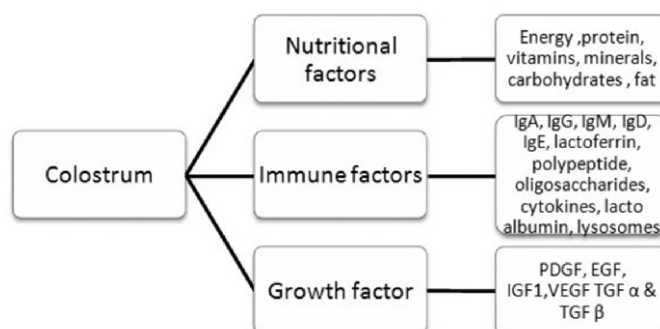 Nutritional
factors
Energy ,protein,
vitamins, minerals,
carbohydrates , fat
Colostrum
Immune factors
IgA, IgG, IgM, IgD,
IgE, lactoferrin,
polypeptide,
oligosaccharides,
cytokines, lacto
albumin, lysosomes
Growth factor
PDGF, EGF,
IGF1,VEGF TGF α &
TGF β